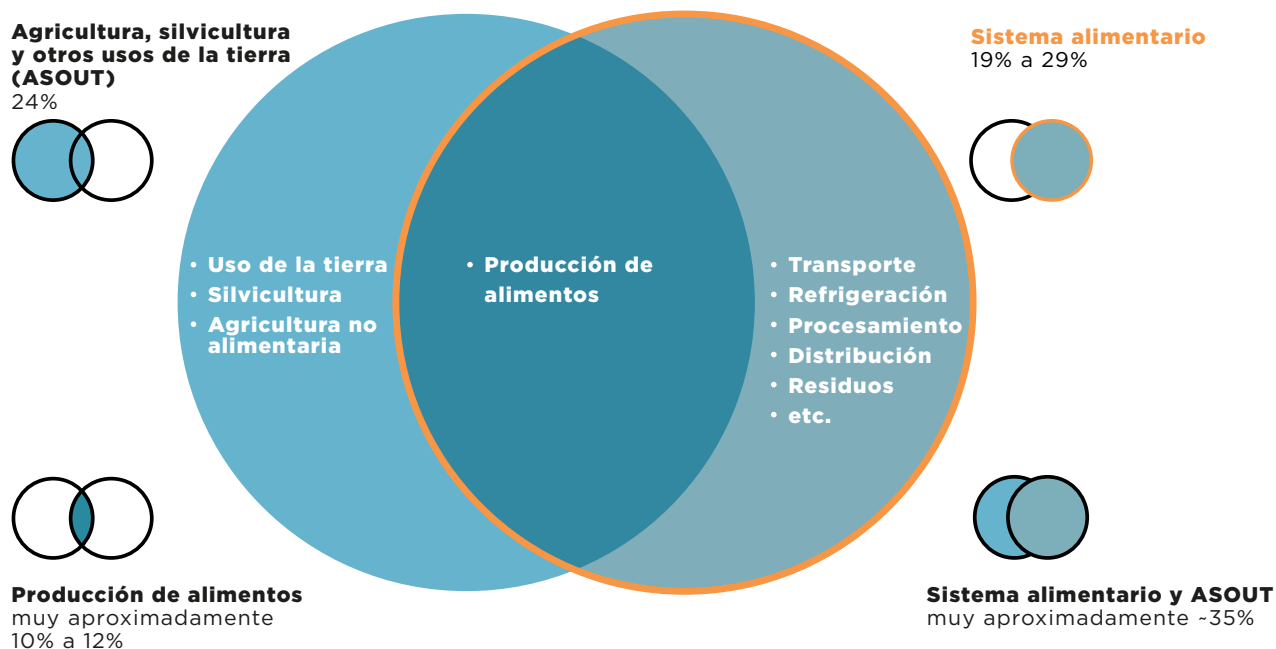 Agricultura, silvicultura
y otros usos de la tierra
(ASOUT)
24%
Sistema alimentario
19% a 29%
• Uso de la tierra
• Silvicultura
• Agricultura no
alimentaria
• Producción de
alimentos
• Transporte
• Refrigeración
• Procesamiento
• Distribución
• Residuos
• etc.
Producción de alimentos
muy aproximadamente
10% a 12%
Sistema alimentario y ASOUT
muy aproximadamente ~35%